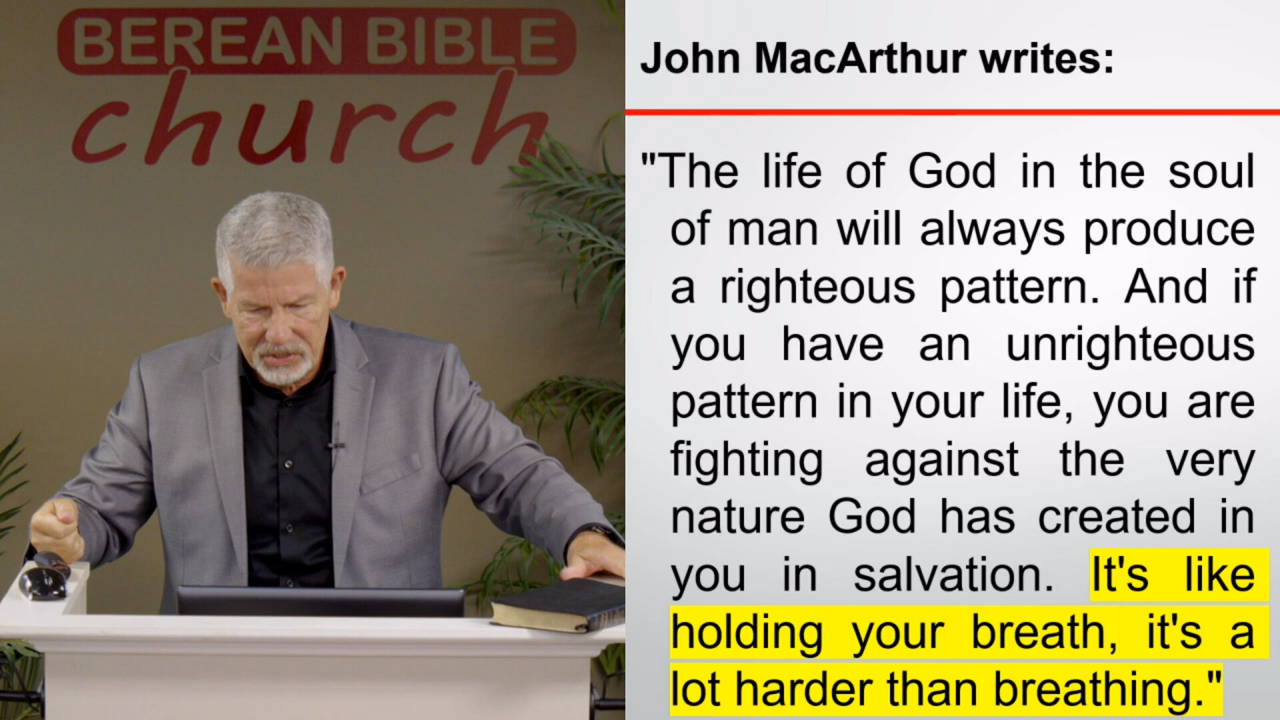 BEREAN BIBLE
church
John MacArthur writes:
"The life of God in the soul
of man will always produce
a righteous pattern. And if
you have an unrighteous
pattern in your life, you are
fighting against the very
nature God has created in
you in salvation. It's like
holding your breath, it's a
lot harder than breathing."